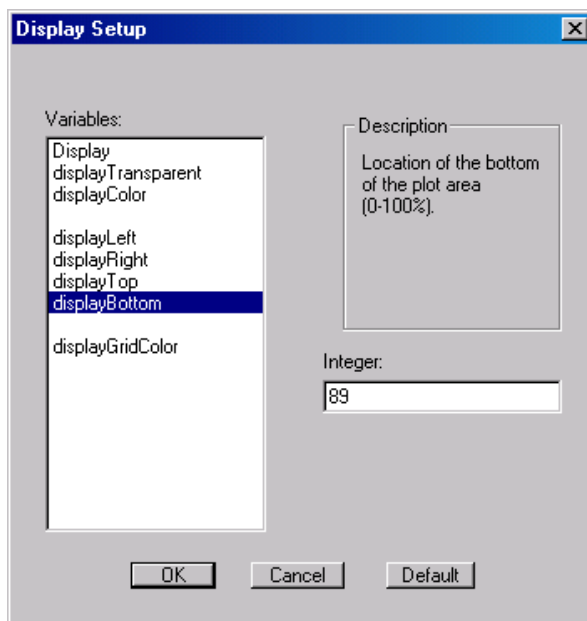 Display Setup
Variables:
Display
displayTransparent
displayColor
displayLeft
displayRight
displayTop
displayBottom
displayGridColor
Description
Location of the bottom
of the plot area
(0-100%).
Integer:
89
OK
Cancel
Default